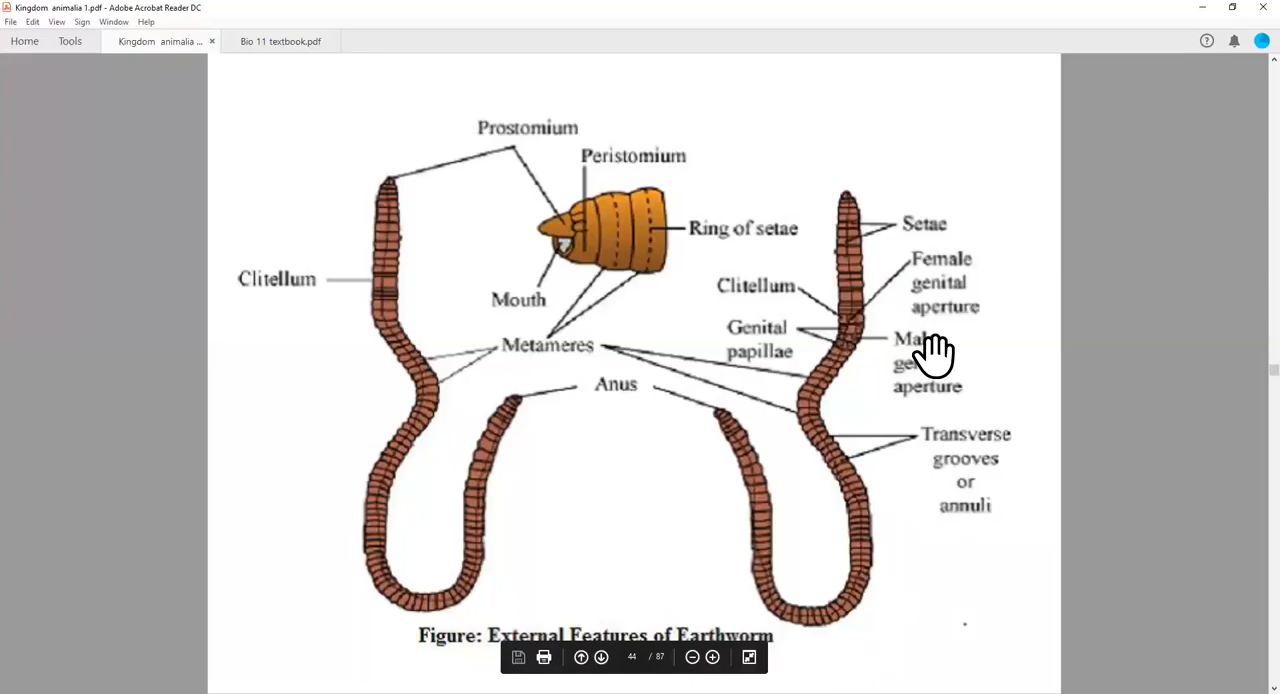 Kingdom animalia 1.pdf - Adobe Acrobat Reader DC
File Edit View Sign Window Help
Home Tools Kingdom animalia ... × Bio 11 textbook.pdf
Prostomium
Peristomium
Ring of setae
Setae
Clitellum
Mouth
Clitellum
Female
genital
aperture
Genital
papillae
Metameres
aperture
Anus
Transverse
grooves
or
annuli
Figure: External Features of Earthworm
44 / 87